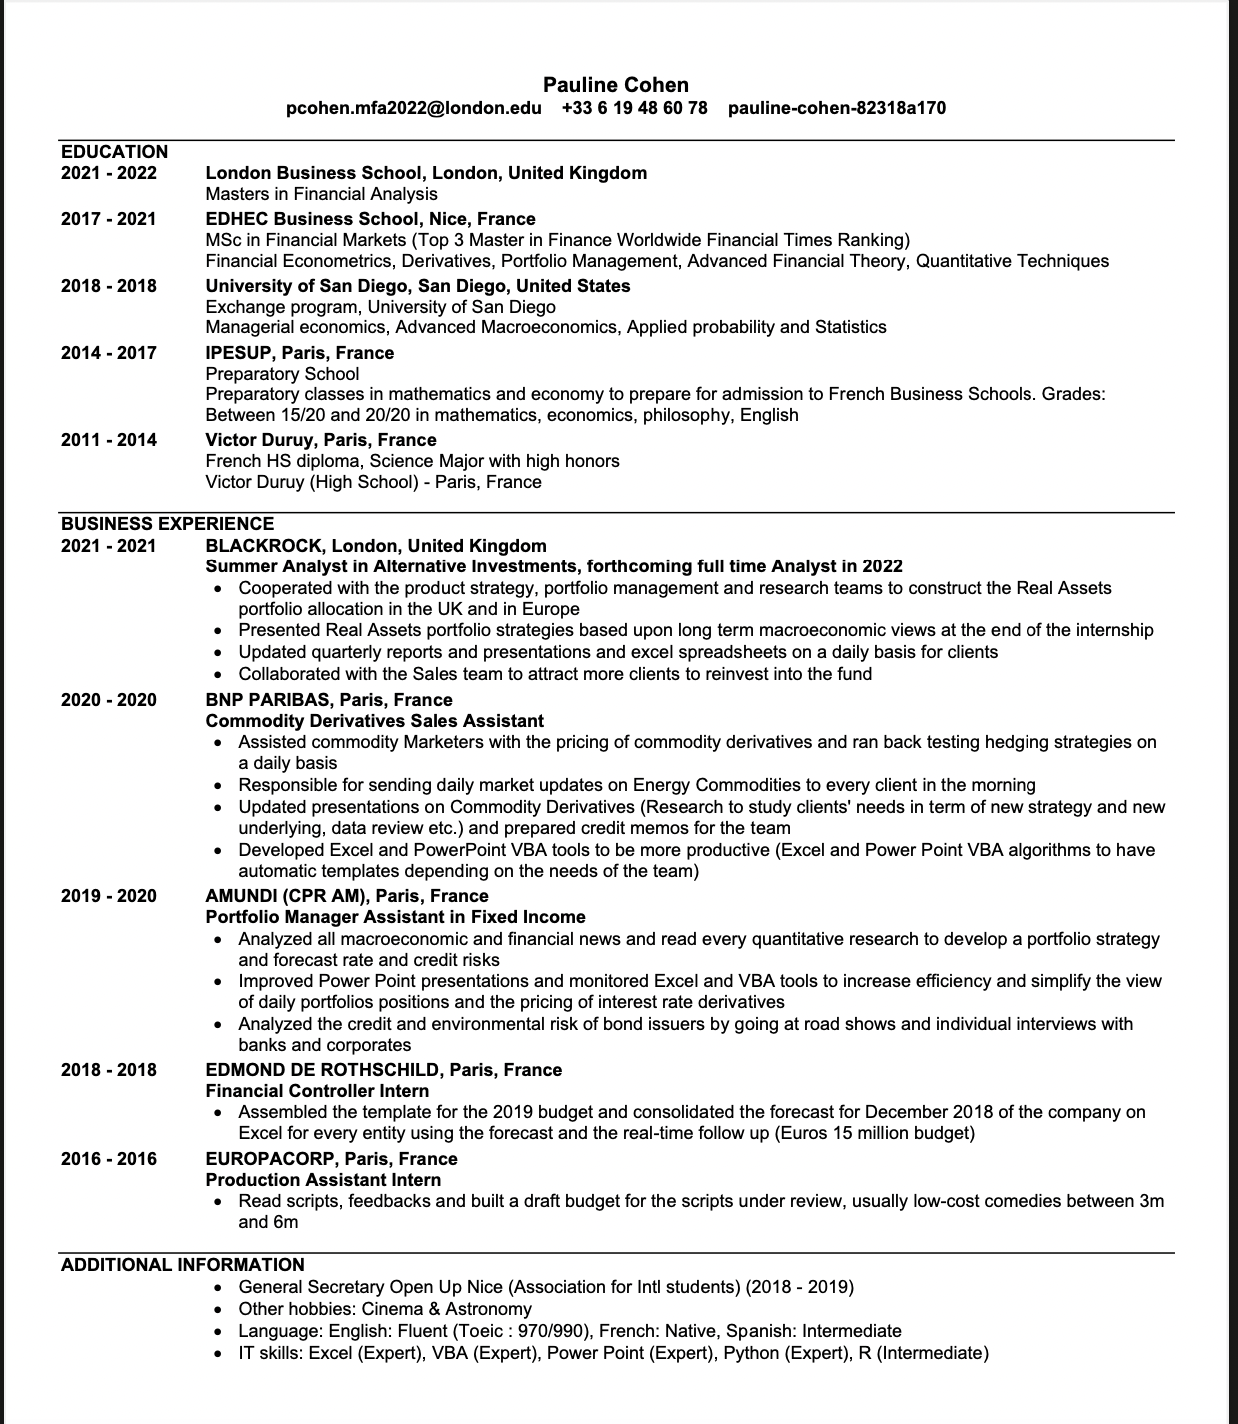 Pauline Cohen
pcohen.mfa2022@london.edu +33 6 19 48 60 78 pauline-cohen-82318a170
EDUCATION
2021 - 2022 London Business School, London, United Kingdom
Masters in Financial Analysis
2017 - 2021 EDHEC Business School, Nice, France
MSc in Financial Markets (Top 3 Master in Finance Worldwide Financial Times Ranking)
Financial Econometrics, Derivatives, Portfolio Management, Advanced Financial Theory, Quantitative Techniques
2018 - 2018 University of San Diego, San Diego, United States
Exchange program, University of San Diego
Managerial economics, Advanced Macroeconomics, Applied probability and Statistics
2014 - 2017 IPESUP, Paris, France
Preparatory School
Preparatory classes in mathematics and economy to prepare for admission to French Business Schools. Grades:
Between 15/20 and 20/20 in mathematics, economics, philosophy, English
2011 - 2014 Victor Duruy, Paris, France
French HS diploma, Science Major with high honors
Victor Duruy (High School) - Paris, France
BUSINESS EXPERIENCE
2021 - 2021 BLACKROCK, London, United Kingdom
Summer Analyst in Alternative Investments, forthcoming full time Analyst in 2022
• Cooperated with the product strategy, portfolio management and research teams to construct the Real Assets
portfolio allocation in the UK and in Europe
• Presented Real Assets portfolio strategies based upon long term macroeconomic views at the end of the internship
• Updated quarterly reports and presentations and excel spreadsheets on a daily basis for clients
• Collaborated with the Sales team to attract more clients to reinvest into the fund
2020 - 2020 BNP PARIBAS, Paris, France
Commodity Derivatives Sales Assistant
• Assisted commodity Marketers with the pricing of commodity derivatives and ran back testing hedging strategies on
a daily basis
• Responsible for sending daily market updates on Energy Commodities to every client in the morning
• Updated presentations on Commodity Derivatives (Research to study clients' needs in term of new strategy and new
underlying, data review etc.) and prepared credit memos for the team
• Developed Excel and PowerPoint VBA tools to be more productive (Excel and Power Point VBA algorithms to have
automatic templates depending on the needs of the team)
2019 - 2020 AMUNDI (CPR AM), Paris, France
Portfolio Manager Assistant in Fixed Income
• Analyzed all macroeconomic and financial news and read every quantitative research to develop a portfolio strategy
and forecast rate and credit risks
• Improved Power Point presentations and monitored Excel and VBA tools to increase efficiency and simplify the view
of daily portfolios positions and the pricing of interest rate derivatives
• Analyzed the credit and environmental risk of bond issuers by going at road shows and individual interviews with
banks and corporates
2018 - 2018 EDMOND DE ROTHSCHILD, Paris, France
Financial Controller Intern
• Assembled the template for the 2019 budget and consolidated the forecast for December 2018 of the company on
Excel for every entity using the forecast and the real-time follow up (Euros 15 million budget)
2016 - 2016 EUROPACORP, Paris, France
Production Assistant Intern
• Read scripts, feedbacks and built a draft budget for the scripts under review, usually low-cost comedies between 3m
and 6m
ADDITIONAL INFORMATION
• General Secretary Open Up Nice (Association for Intl students) (2018 - 2019)
• Other hobbies: Cinema & Astronomy
• Language: English: Fluent (Toeic : 970/990), French: Native, Spanish: Intermediate
• IT skills: Excel (Expert), VBA (Expert), Power Point (Expert), Python (Expert), R (Intermediate)